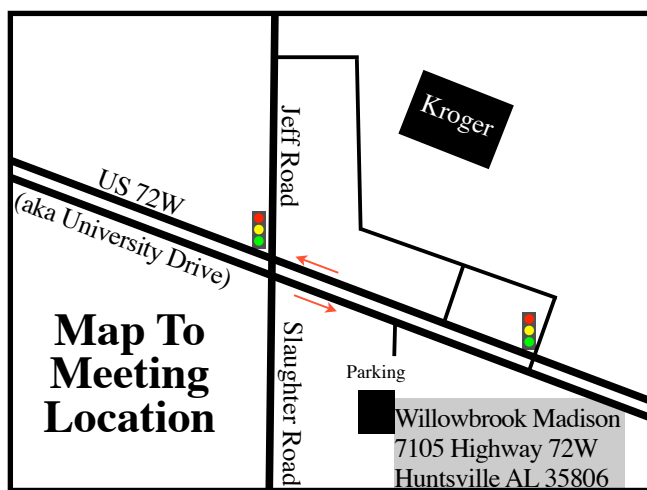 Kroger
Jeff Road
US 72W
(aka University Drive)
Map To
Meeting
Location
Slaughter Road
Parking
Willowbrook Madison
7105 Highway 72W
Huntsville AL 35806